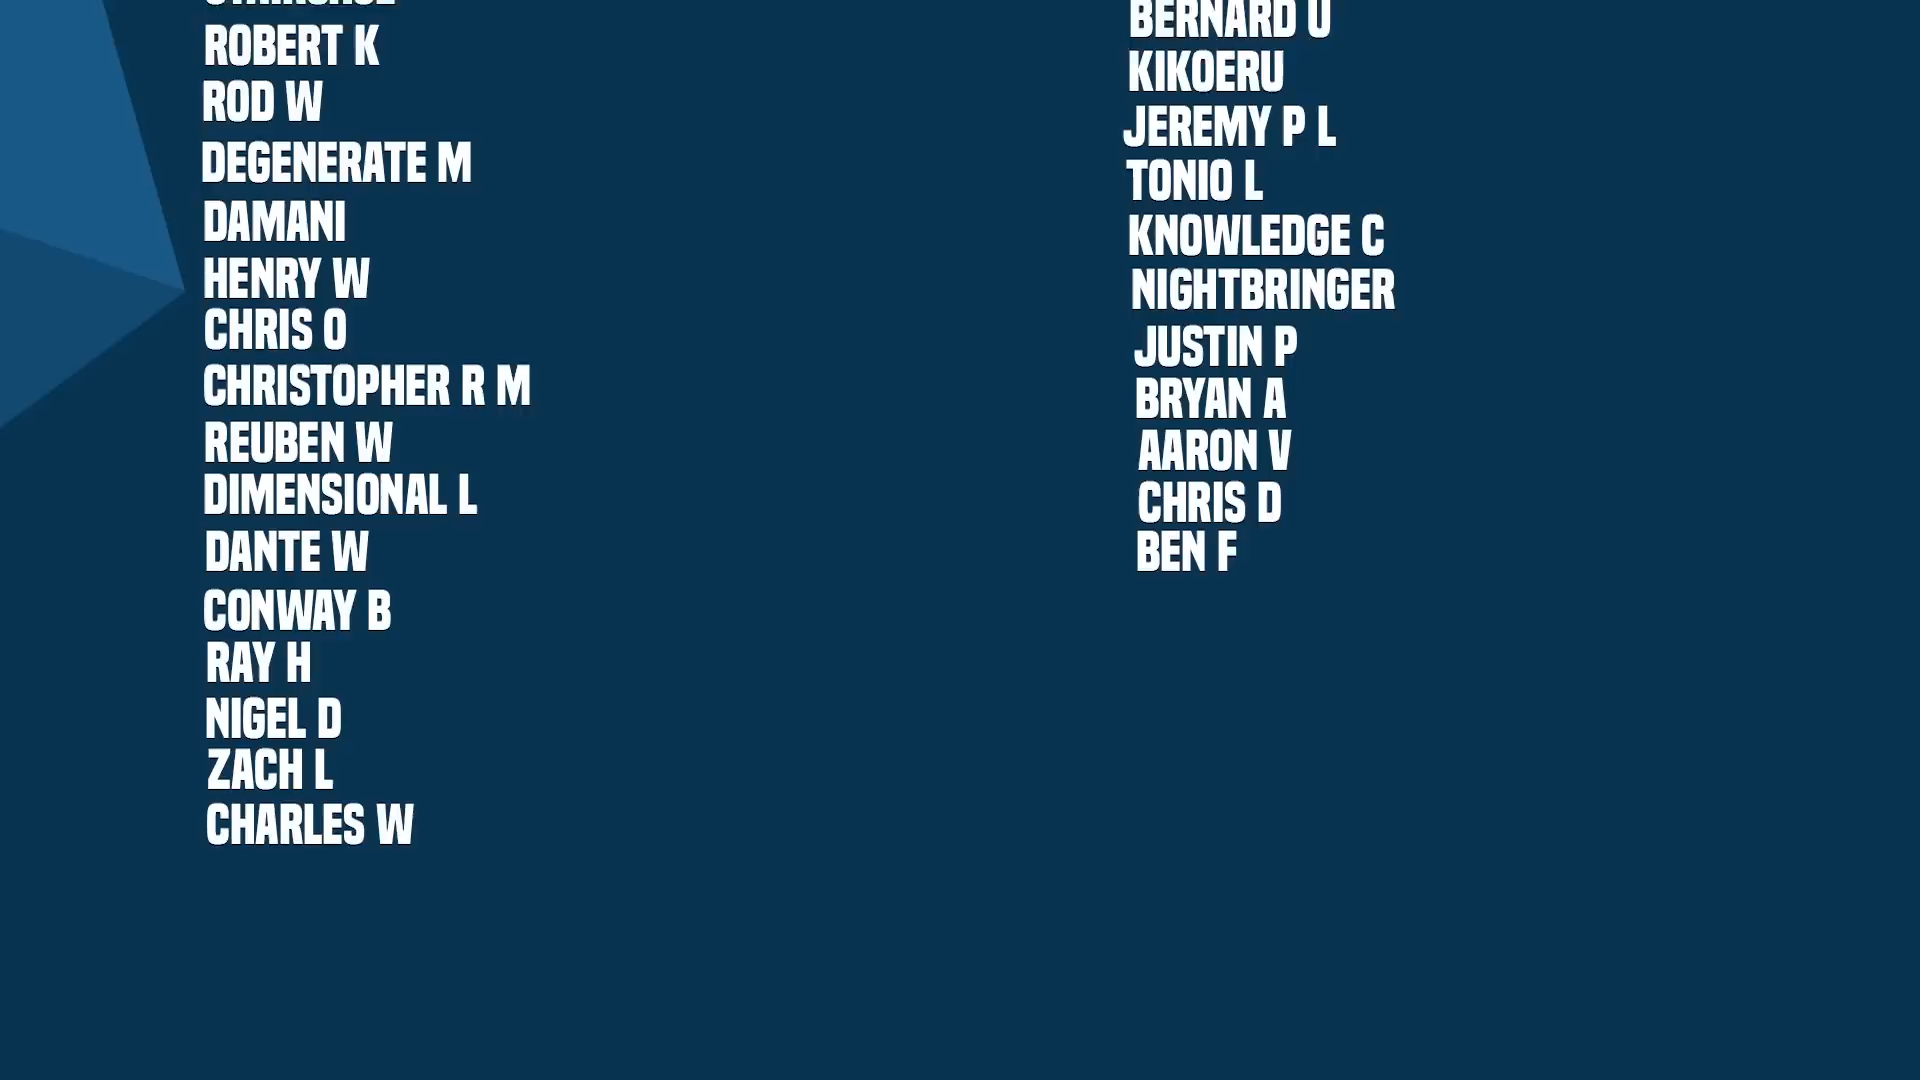 ROBERT K
ROD W
DEGENERATE M
DAMANI
HENRY W
CHRIS O
CHRISTOPHER R M
REUBEN W
DIMENSIONAL L
DANTE W
CONWAY B
RAY H
NIGEL D
ZACH L
CHARLES W
BERNARD U
KIKOERU
JEREMY P L
TONIO L
KNOWLEDGE C
NIGHTBRINGER
JUSTIN P
BRYAN A
AARON V
CHRIS D
BEN F